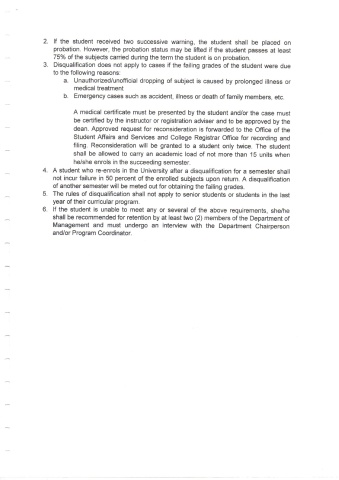 2. If the student received two successive warning, the student shall be placed on
probation. However, the probation status may be lifted if the student passes at least
75% of the subjects carried during the term the student is on probation.
3. Disqualification does not apply to cases if the failing grades of the student were due
to the following reasons:
a. Unauthorized/unofficial dropping of subject is caused by prolonged illness or
medical treatment
b. Emergency cases such as accident, illness or death of family members, etc.
A medical certificate must be presented by the student and/or the case must
be certified by the instructor or registration adviser and to be approved by the
dean. Approved request for reconsideration is forwarded to the Office of the
Student Affairs and Services and College Registrar Office for recording and
filing. Reconsideration will be granted to a student only twice. The student
shall be allowed to carry an academic load of not more than 15 units when
he/she enrols in the succeeding semester.
4. A student who re-enrols in the University after a disqualification for a semester shall
not incur failure in 50 percent of the enrolled subjects upon return. A disqualification
of another semester will be meted out for obtaining the failing grades.
5. The rules of disqualification shall not apply to senior students or students in the last
year of their curricular program.
6. If the student is unable to meet any or several of the above requirements, she/he
shall be recommended for retention by at least two (2) members of the Department of
Management and must undergo an interview with the Department Chairperson
and/or Program Coordinator.